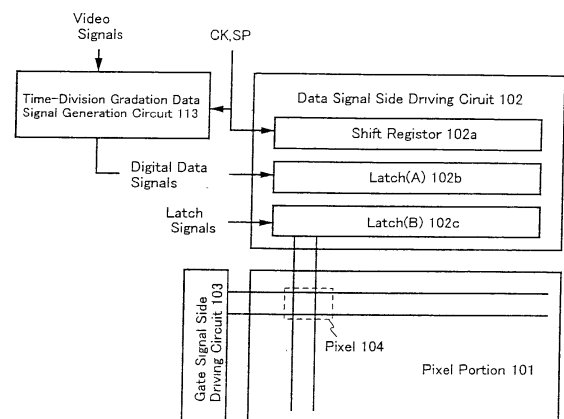 Video
Signals
CK,SP
Time-Division Gradation Data
Signal Generation Circuit 113
Data Signal Side Driving Ciruit 102
Shift Register 102a
Digital Data
Signals
Latch(A) 102b
Latch
Signals
Latch(B) 102c
Gate Signal Side
Driving Circuit 103
Pixel 104
Pixel Portion 101